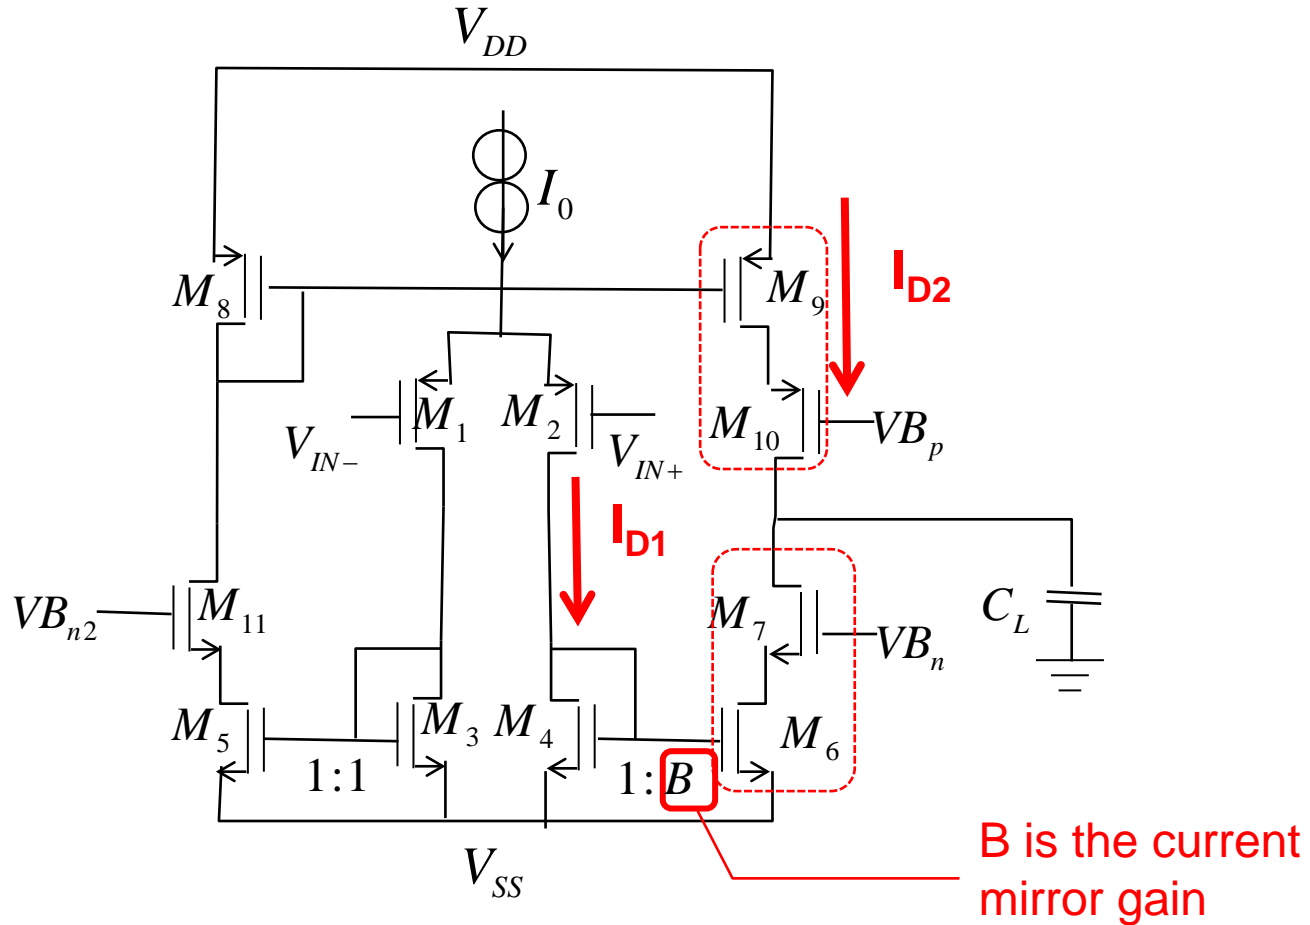 V_DD
I_0
I_D2
M_8
M_9
M_1
M_2
M_10
VB_p
V_IN−
V_IN+
I_D1
VB_n2
M_11
M_7
C_L
VB_n
M_5
M_3
M_4
M_6
1:1
1:B
V_SS
B is the current
mirror gain